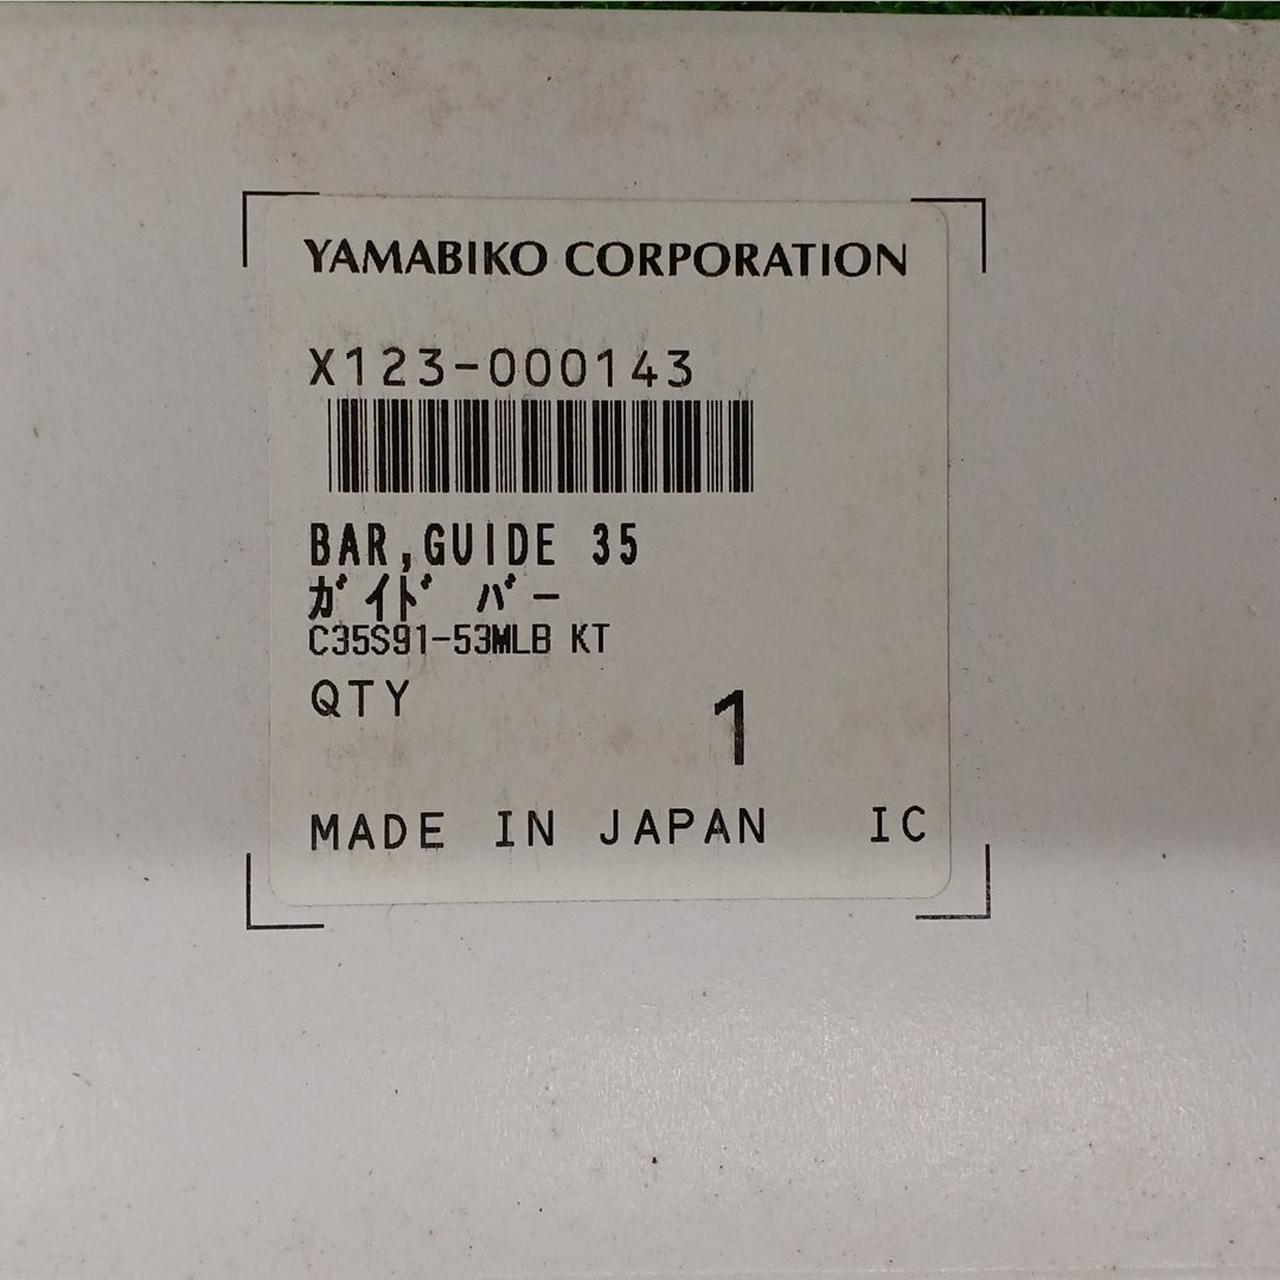 YAMABIKO CORPORATION
X123-000143
BAR,GUIDE 35
ｶﾞｲﾄﾞ ﾊﾞｰ
C35S91-53MLB KT
QTY 1
MADE IN JAPAN IC